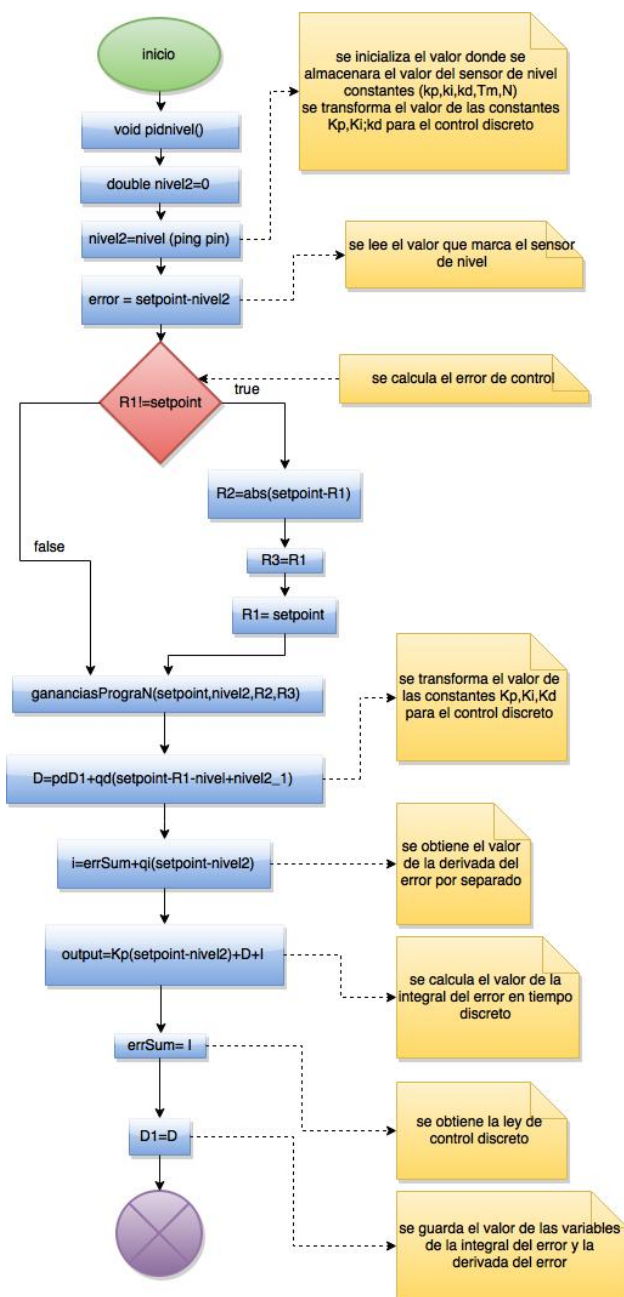 inicio
se inicializa el valor donde se
almacenara el valor del sensor de nivel
constantes (kp,ki,kd,Tm,N)
se transforma el valor de las constantes
Kp,Ki;kd para el control discreto
void pidnivel()
double nivel2=0
nivel2=nivel (ping pin)
se lee el valor que marca el sensor
de nivel
error = setpoint-nivel2
se calcula el error de control
R1!=setpoint
true
R2=abs(setpoint-R1)
false
R3=R1
R1= setpoint
se transforma el valor de
las constantes Kp,Ki,Kd
para el control discreto
gananciasPrograN(setpoint,nivel2,R2,R3)
D=pdD1+qd(setpoint-R1-nivel+nivel2_1)
se obtiene el valor
de la derivada del
error por separado
i=errSum+qi(setpoint-nivel2)
output=Kp(setpoint-nivel2)+D+I
se calcula el valor de la
integral del error en tiempo
discreto
errSum= I
se obtiene la ley de
control discreto
D1=D
se guarda el valor de las variables
de la integral del error y la
derivada del error